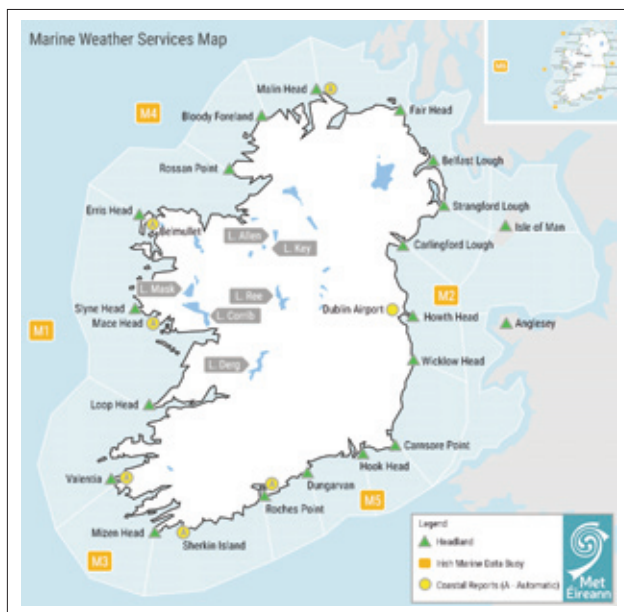 Marine Weather Services Map
Malin Head
A
Bloody Foreland
Fair Head
M4
Rossan Point
Belfast Lough
Erris Head
A
Belmullet
Strangford Lough
Isle of Man
L. Allen
L. Key
Carlingford Lough
L. Mask
L. Ree
M2
Slyne Head
L. Corrib
Dublin Airport
Howth Head
Anglesey
M1
Mace Head
A
L. Derg
Wicklow Head
Loop Head
Carnsore Point
Hook Head
Valentia
A
A
Dungarvan
M5
Roches Point
Mizen Head
A
Sherkin Island
M3
Legend
Headland
Irish Marine Data Buoy
Coastal Reports (A - Automatic)
Met
Éireann